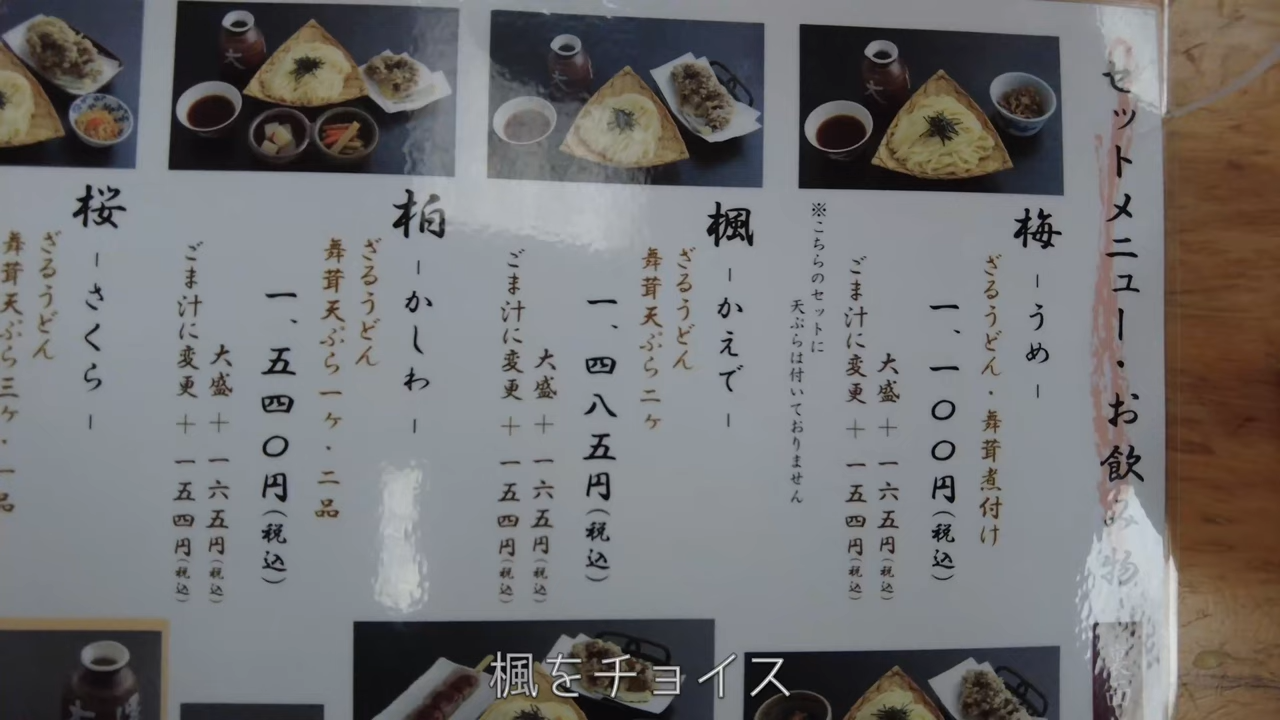 セットメニュー・お飲み物
梅
-うめ-
ざるうどん・舞茸煮付け
一、一〇〇円(税込)
大盛+一六五円(税込)
ごま汁に変更+一五四円(税込)
※こちらのセットに
天ぷらは付いておりません
楓
-かえで-
ざるうどん
舞茸天ぷら二ヶ
一、四八五円(税込)
大盛+一六五円(税込)
ごま汁に変更+一五四円(税込)
柏
-かしわ-
ざるうどん
舞茸天ぷら一ヶ・二品
一、五四〇円(税込)
大盛+一六五円(税込)
ごま汁に変更+一五四円(税込)
桜
-さくら-
ざるうどん
舞茸天ぷら三ヶ・一品
楓をチョイス